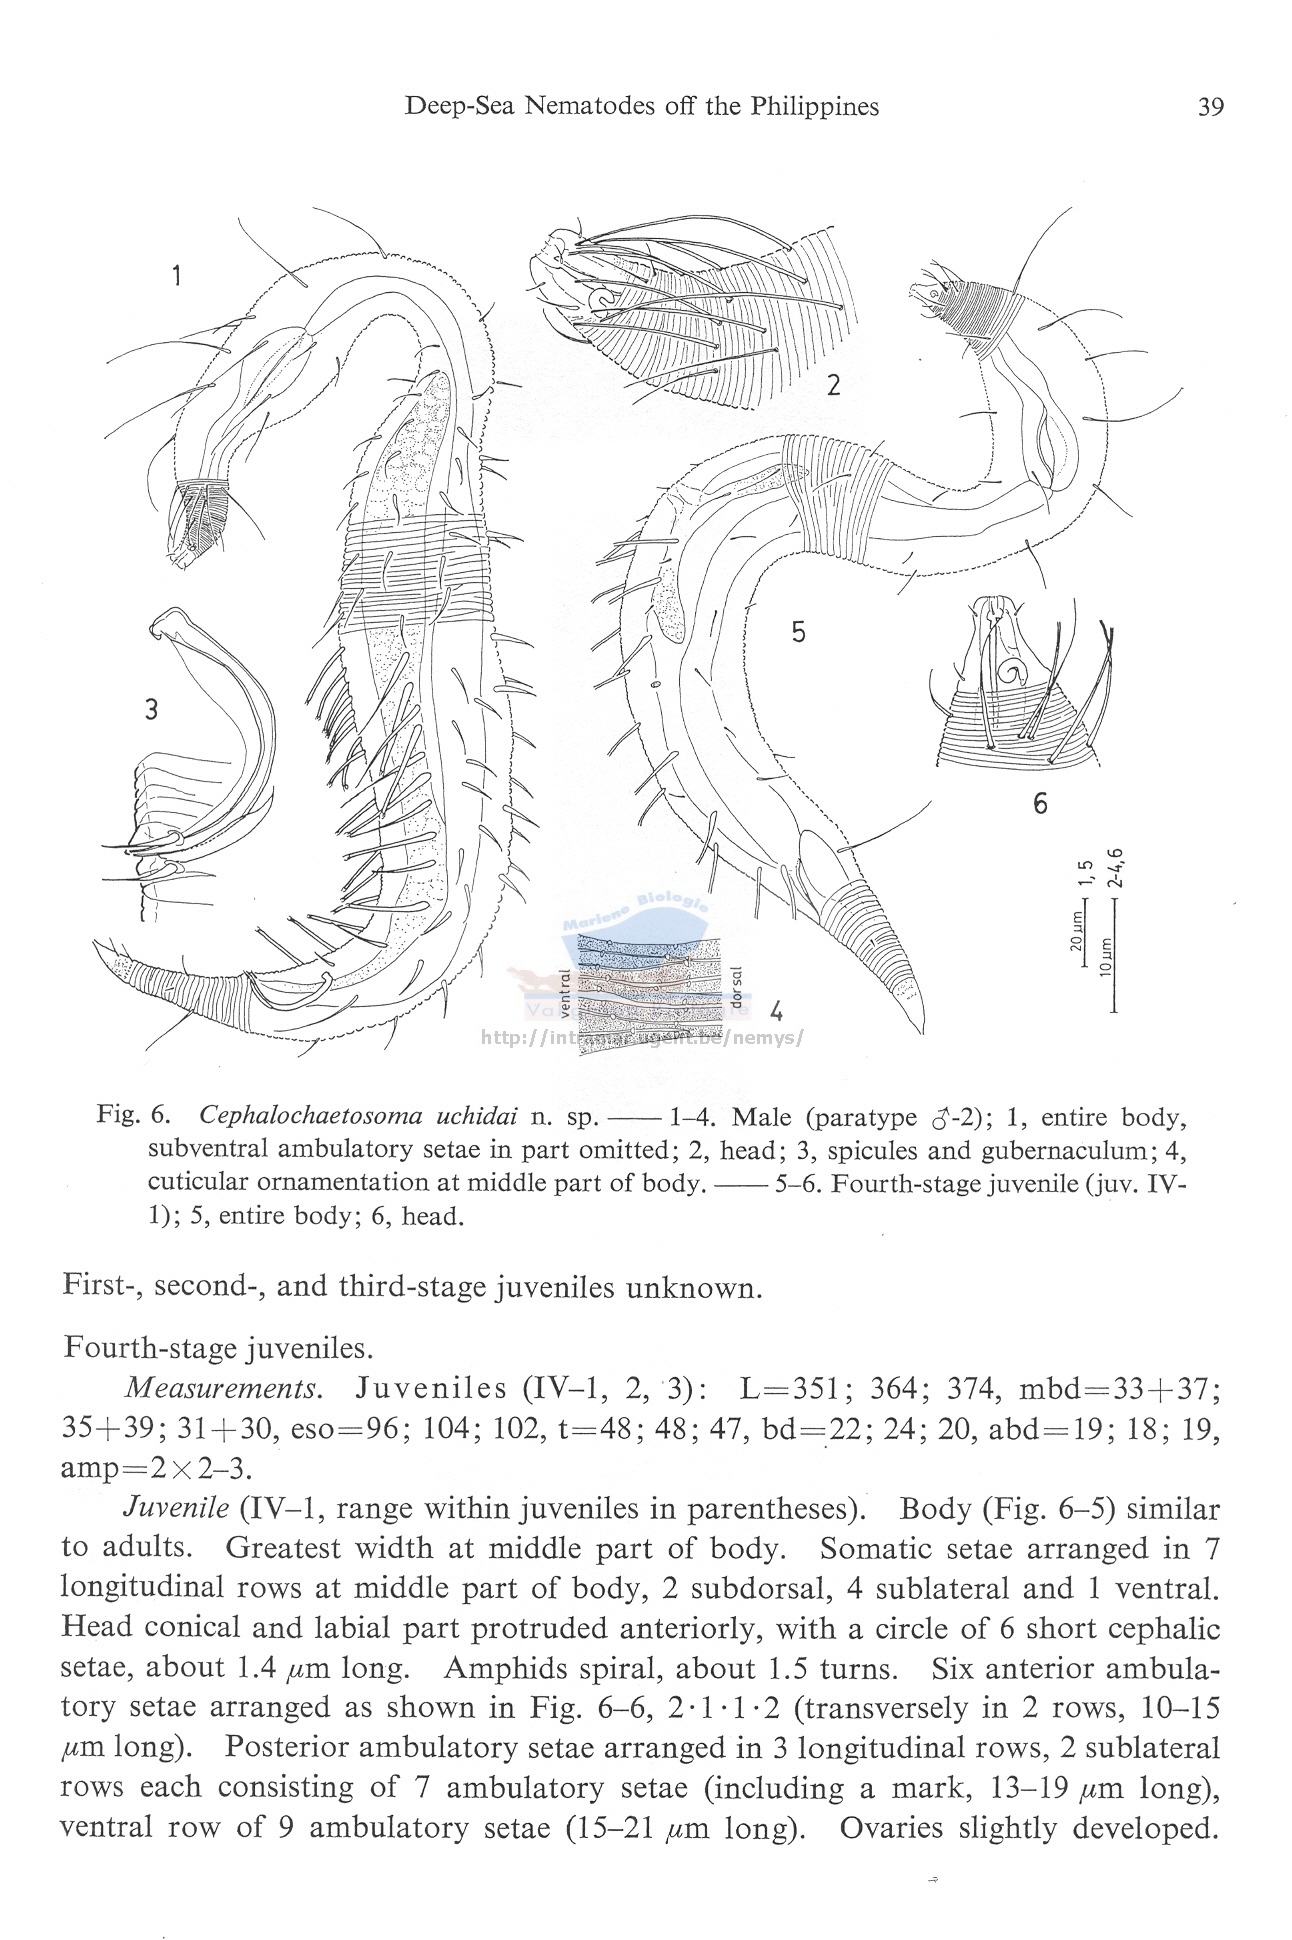 Deep-Sea Nematodes off the Philippines 39
1
2
3
5
6
1, 5
2-4,6
20 µm
10 µm
Mariene Biologie
ventral
dorsal
4
http://intramar.ugent.be/nemys/
Fig. 6. Cephalochaetosoma uchidai n. sp. —— 1–4. Male (paratype ♂-2); 1, entire body,
subventral ambulatory setae in part omitted; 2, head; 3, spicules and gubernaculum; 4,
cuticular ornamentation at middle part of body. —— 5–6. Fourth-stage juvenile (juv. IV-
1); 5, entire body; 6, head.
First-, second-, and third-stage juveniles unknown.
Fourth-stage juveniles.
Measurements. Juveniles (IV–1, 2, 3): L=351; 364; 374, mbd=33+37;
35+39; 31+30, eso=96; 104; 102, t=48; 48; 47, bd=22; 24; 20, abd=19; 18; 19,
amp=2×2–3.
Juvenile (IV–1, range within juveniles in parentheses). Body (Fig. 6–5) similar
to adults. Greatest width at middle part of body. Somatic setae arranged in 7
longitudinal rows at middle part of body, 2 subdorsal, 4 sublateral and 1 ventral.
Head conical and labial part protruded anteriorly, with a circle of 6 short cephalic
setae, about 1.4 µm long. Amphids spiral, about 1.5 turns. Six anterior ambula-
tory setae arranged as shown in Fig. 6–6, 2·1·1·2 (transversely in 2 rows, 10–15
µm long). Posterior ambulatory setae arranged in 3 longitudinal rows, 2 sublateral
rows each consisting of 7 ambulatory setae (including a mark, 13–19 µm long),
ventral row of 9 ambulatory setae (15–21 µm long). Ovaries slightly developed.